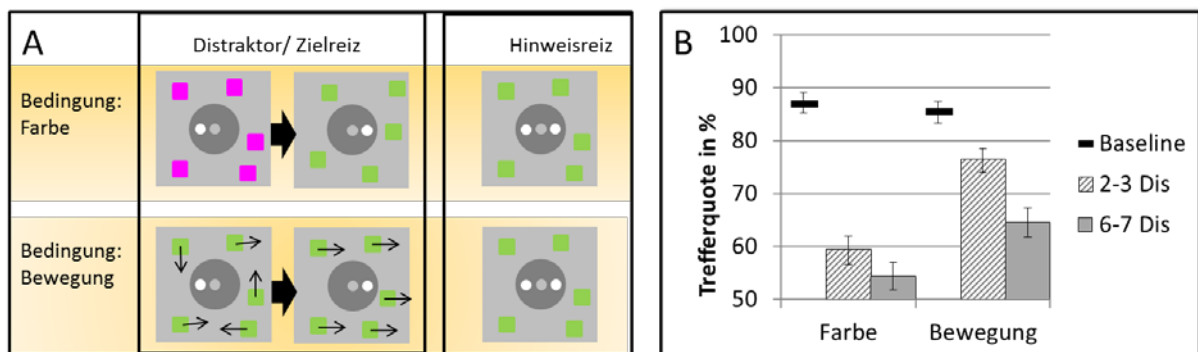 A
Distraktor/ Zielreiz
Hinweisreiz
Bedingung:
Farbe
Bedingung:
Bewegung
B
Trefferquote in %
100
90
80
70
60
50
Farbe
Bewegung
Baseline
2-3 Dis
6-7 Dis